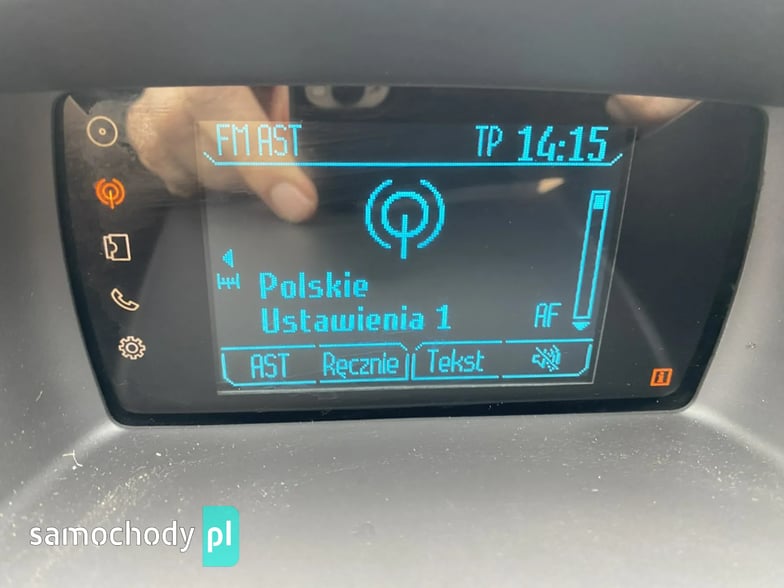 FM AST TP 14:15
Polskie
Ustawienia 1 AF
AST Ręcznie Tekst
i
samochody pl